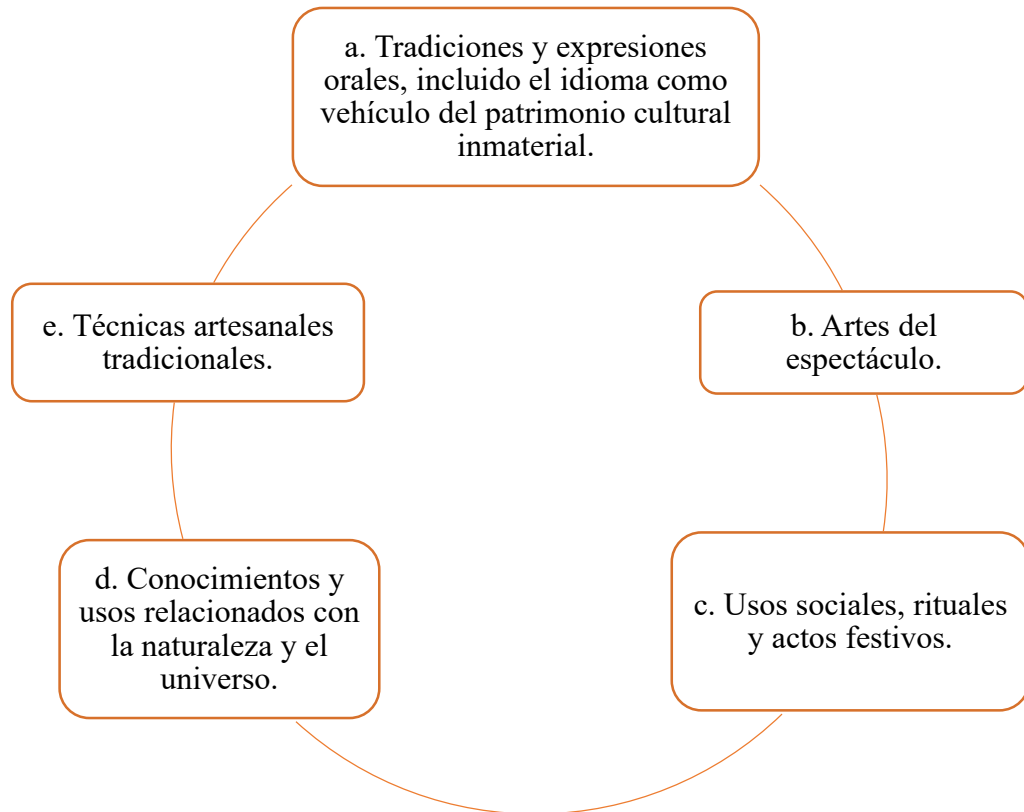 a. Tradiciones y expresiones
orales, incluido el idioma como
vehículo del patrimonio cultural
inmaterial.
b. Artes del
espectáculo.
c. Usos sociales, rituales
y actos festivos.
d. Conocimientos y
usos relacionados con
la naturaleza y el
universo.
e. Técnicas artesanales
tradicionales.